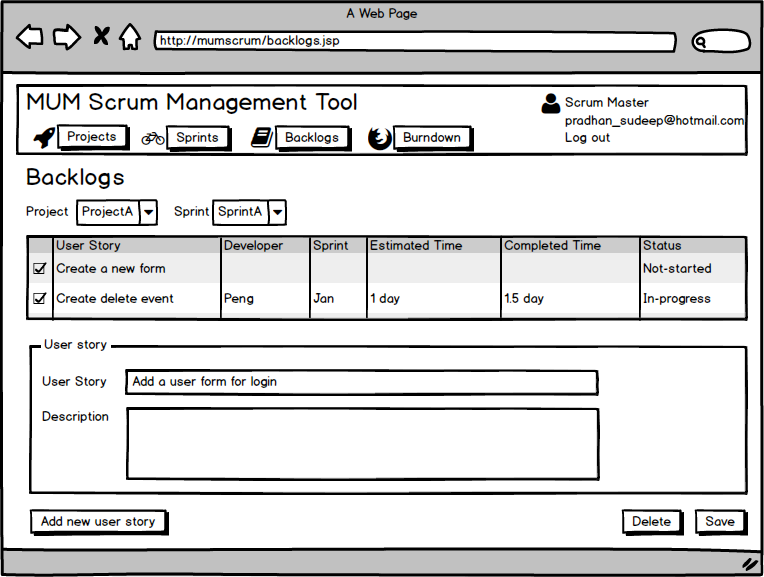 A Web Page
http://mumscrum/backlogs.jsp
MUM Scrum Management Tool
Scrum Master
pradhan_sudeep@hotmail.com
Log out
Projects Sprints Backlogs Burndown
Backlogs
Project ProjectA Sprint SprintA
User Story Developer Sprint Estimated Time Completed Time Status
Create a new form Not-started
Create delete event Peng Jan 1 day 1.5 day In-progress
User story
User Story Add a user form for login
Description
Add new user story Delete Save